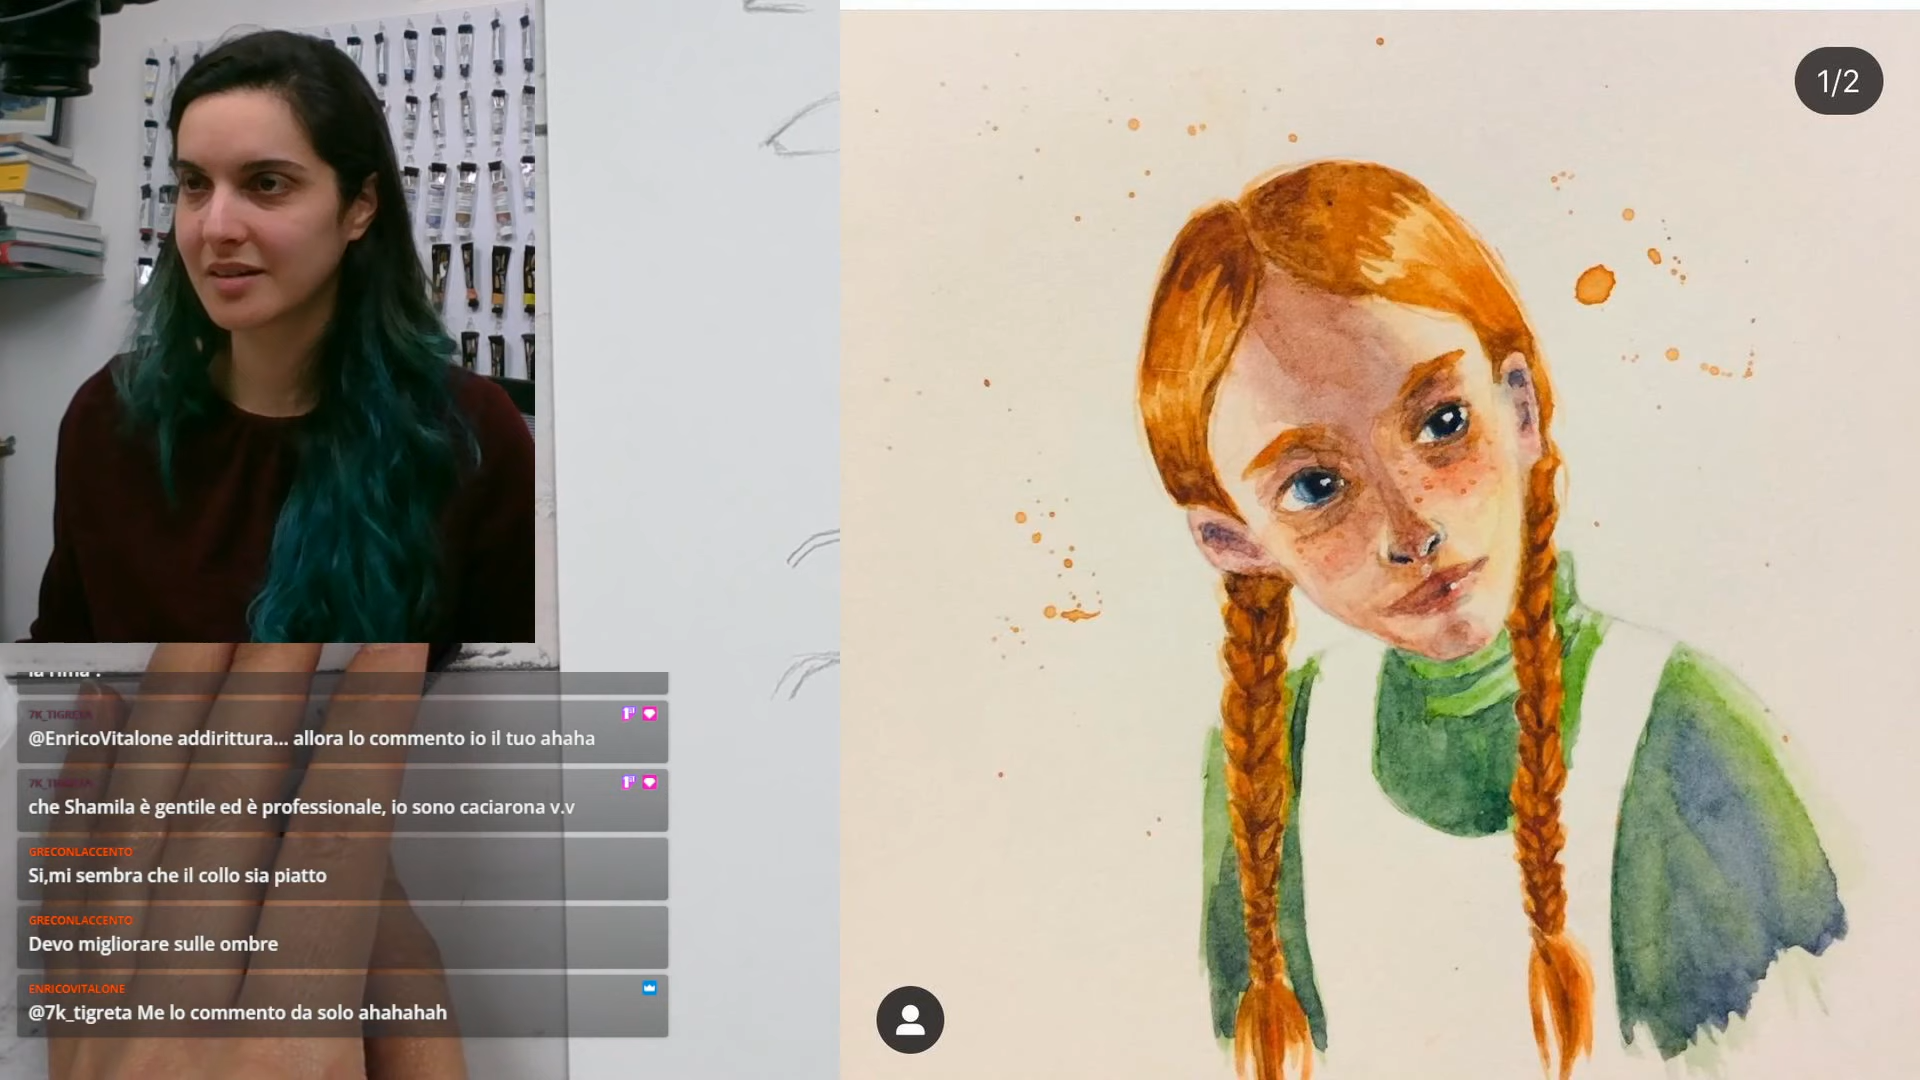 1/2
7K_TIGRETA
@EnricoVitalone addirittura... allora lo commento io il tuo ahaha
7K_TIGRETA
che Shamila è gentile ed è professionale, io sono caciarona v.v
GRECONLACCENTO
Si,mi sembra che il collo sia piatto
GRECONLACCENTO
Devo migliorare sulle ombre
ENRICOVITALONE
@7k_tigreta Me lo commento da solo ahahahah